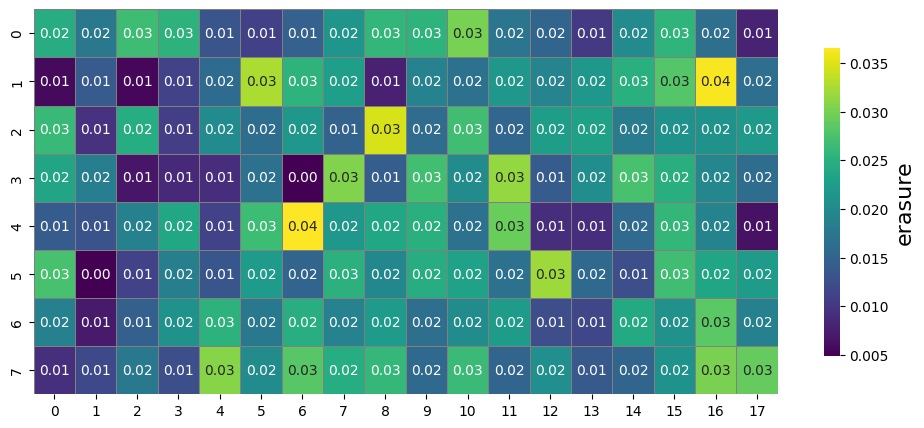 0 0.02 0.02 0.03 0.03 0.01 0.01 0.01 0.02 0.03 0.03 0.03 0.02 0.02 0.01 0.02 0.03 0.02 0.01
1 0.01 0.01 0.01 0.01 0.02 0.03 0.03 0.02 0.01 0.02 0.02 0.02 0.02 0.02 0.03 0.03 0.04 0.02
2 0.03 0.01 0.02 0.01 0.02 0.02 0.02 0.01 0.03 0.02 0.03 0.02 0.02 0.02 0.02 0.02 0.02 0.02
3 0.02 0.02 0.01 0.01 0.01 0.02 0.00 0.03 0.01 0.03 0.02 0.03 0.01 0.02 0.03 0.02 0.02 0.02
4 0.01 0.01 0.02 0.02 0.01 0.03 0.04 0.02 0.02 0.02 0.02 0.03 0.01 0.01 0.02 0.03 0.02 0.01
5 0.03 0.00 0.01 0.02 0.01 0.02 0.02 0.03 0.02 0.02 0.02 0.02 0.03 0.02 0.01 0.03 0.02 0.02
6 0.02 0.01 0.01 0.02 0.03 0.02 0.02 0.02 0.02 0.02 0.02 0.02 0.01 0.01 0.02 0.02 0.03 0.02
7 0.01 0.01 0.02 0.01 0.03 0.02 0.03 0.02 0.03 0.02 0.03 0.02 0.02 0.01 0.02 0.02 0.03 0.03
0 1 2 3 4 5 6 7 8 9 10 11 12 13 14 15 16 17
0.035
0.030
0.025
0.020
0.015
0.010
0.005
erasure